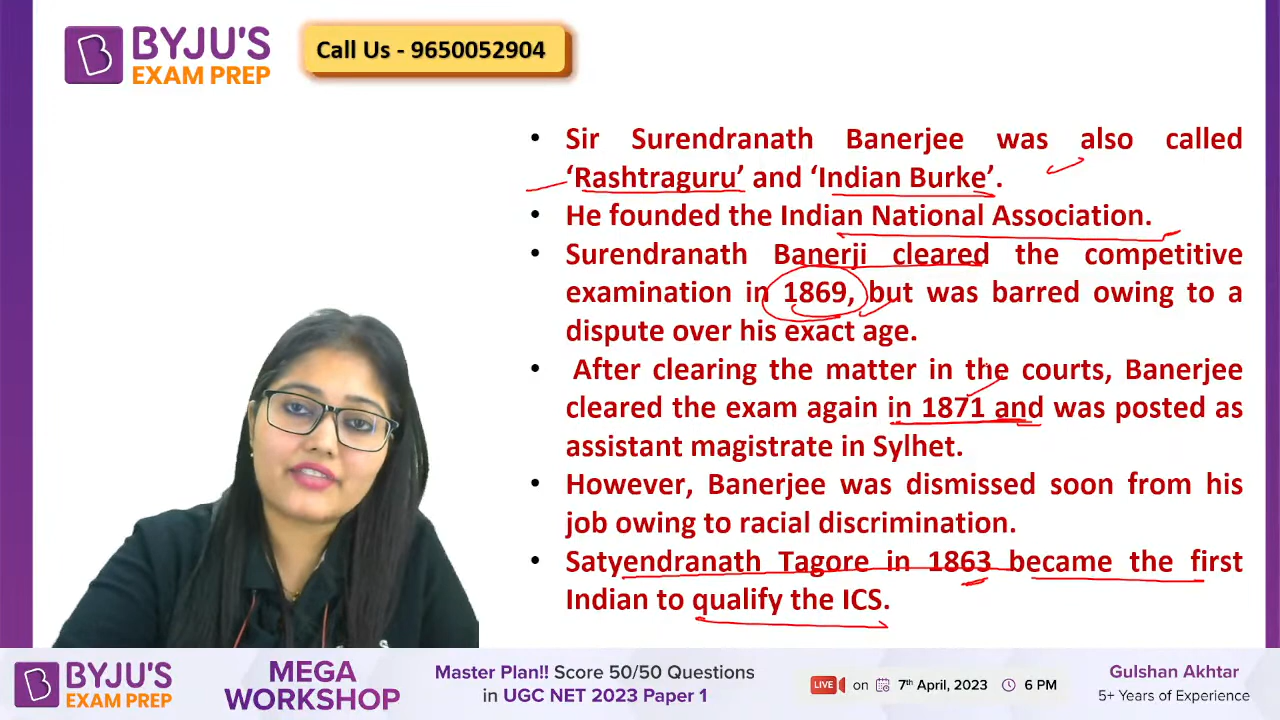 BYJU'S
EXAM PREP
Call Us - 9650052904
• Sir Surendranath Banerjee was also called
‘Rashtraguru’ and ‘Indian Burke’.
• He founded the Indian National Association.
• Surendranath Banerji cleared the competitive
examination in 1869, but was barred owing to a
dispute over his exact age.
• After clearing the matter in the courts, Banerjee
cleared the exam again in 1871 and was posted as
assistant magistrate in Sylhet.
• However, Banerjee was dismissed soon from his
job owing to racial discrimination.
• Satyendranath Tagore in 1863 became the first
Indian to qualify the ICS.
BYJU'S
EXAM PREP
MEGA
WORKSHOP
Master Plan!! Score 50/50 Questions
in UGC NET 2023 Paper 1
LIVE on 7th April, 2023 6 PM
Gulshan Akhtar
5+ Years of Experience